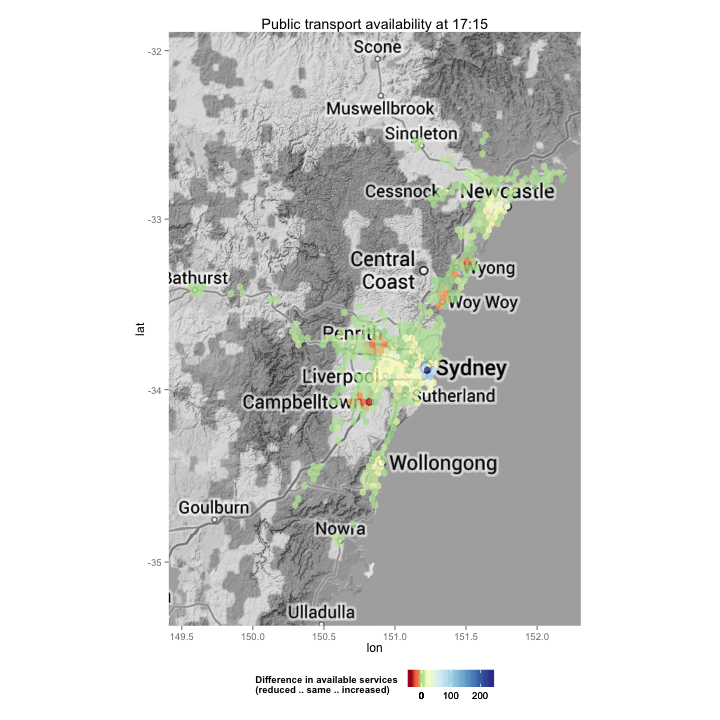 Public transport availability at 17:15
-32
Scone
Muswellbrook
Singleton
Cessnock
Newcastle
-33
Central
Coast
Wyong
Bathurst
Woy Woy
lat
Penrith
Sydney
Liverpool
-34
Campbelltown
Sutherland
Wollongong
Goulburn
Nowra
-35
Ulladulla
149.5 150.0 150.5 151.0 151.5 152.0
lon
Difference in available services
(reduced .. same .. increased)
0 100 200